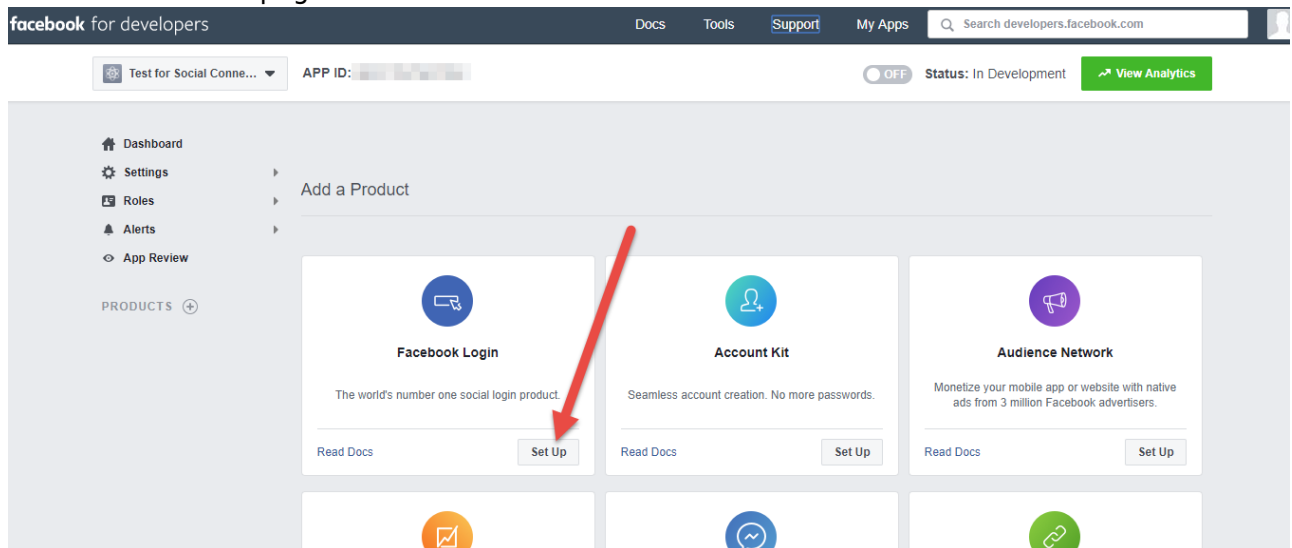 facebook for developers Docs Tools Support My Apps Search developers.facebook.com
Test for Social Conne... APP ID: OFF Status: In Development View Analytics
Dashboard
Settings
Roles
Alerts
App Review
PRODUCTS
Add a Product
Facebook Login
The world's number one social login product.
Read Docs Set Up
Account Kit
Seamless account creation. No more passwords.
Read Docs Set Up
Audience Network
Monetize your mobile app or website with native
ads from 3 million Facebook advertisers.
Read Docs Set Up